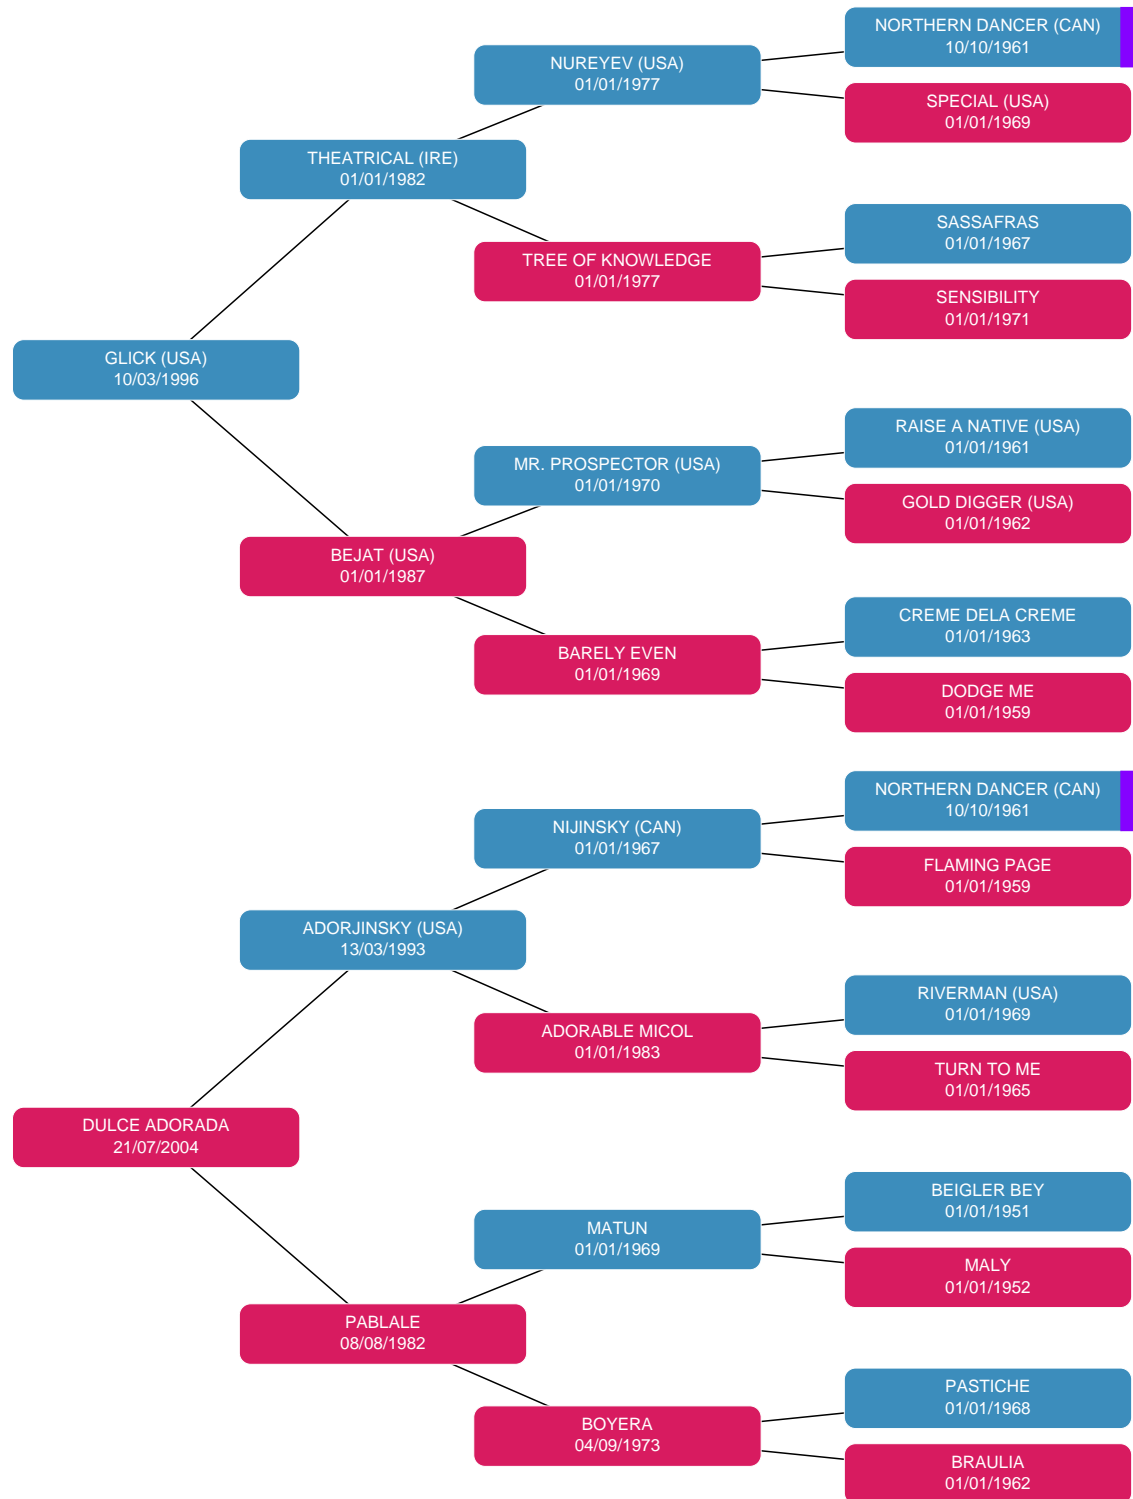 NORTHERN DANCER (CAN)
10/10/1961
NUREYEV (USA)
01/01/1977
SPECIAL (USA)
01/01/1969
THEATRICAL (IRE)
01/01/1982
SASSAFRAS
01/01/1967
TREE OF KNOWLEDGE
01/01/1977
SENSIBILITY
01/01/1971
GLICK (USA)
10/03/1996
RAISE A NATIVE (USA)
01/01/1961
MR. PROSPECTOR (USA)
01/01/1970
GOLD DIGGER (USA)
01/01/1962
BEJAT (USA)
01/01/1987
CREME DELA CREME
01/01/1963
BARELY EVEN
01/01/1969
DODGE ME
01/01/1959
NORTHERN DANCER (CAN)
10/10/1961
NIJINSKY (CAN)
01/01/1967
FLAMING PAGE
01/01/1959
ADORJINSKY (USA)
13/03/1993
RIVERMAN (USA)
01/01/1969
ADORABLE MICOL
01/01/1983
TURN TO ME
01/01/1965
DULCE ADORADA
21/07/2004
BEIGLER BEY
01/01/1951
MATUN
01/01/1969
MALY
01/01/1952
PABLALE
08/08/1982
PASTICHE
01/01/1968
BOYERA
04/09/1973
BRAULIA
01/01/1962